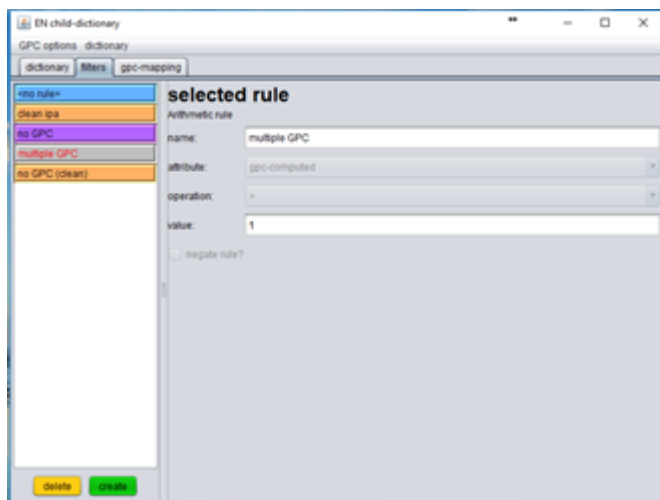 EN child-dictionary
GPC options dictionary
dictionary filters gpc-mapping
<no rule>
clean ipa
no GPC
multiple GPC
no GPC (clean)
selected rule
Arithmetic rule
name: multiple GPC
attribute: gpc-computed
operation: >
value: 1
negate rule?
delete create